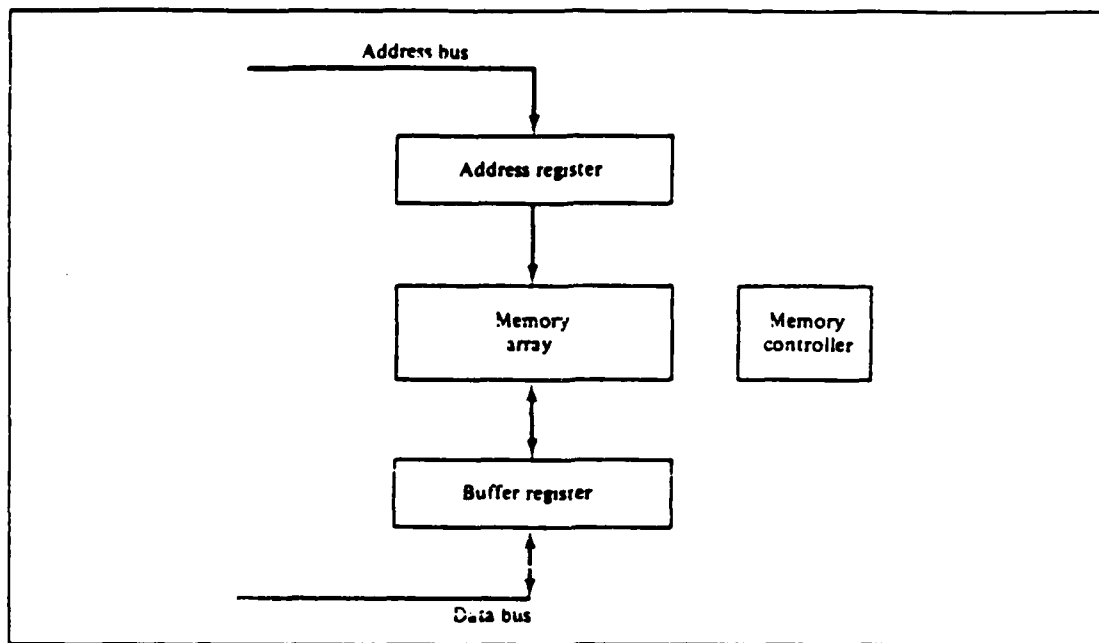 Address bus
Address register
Memory
array
Memory
controller
Buffer register
Data bus